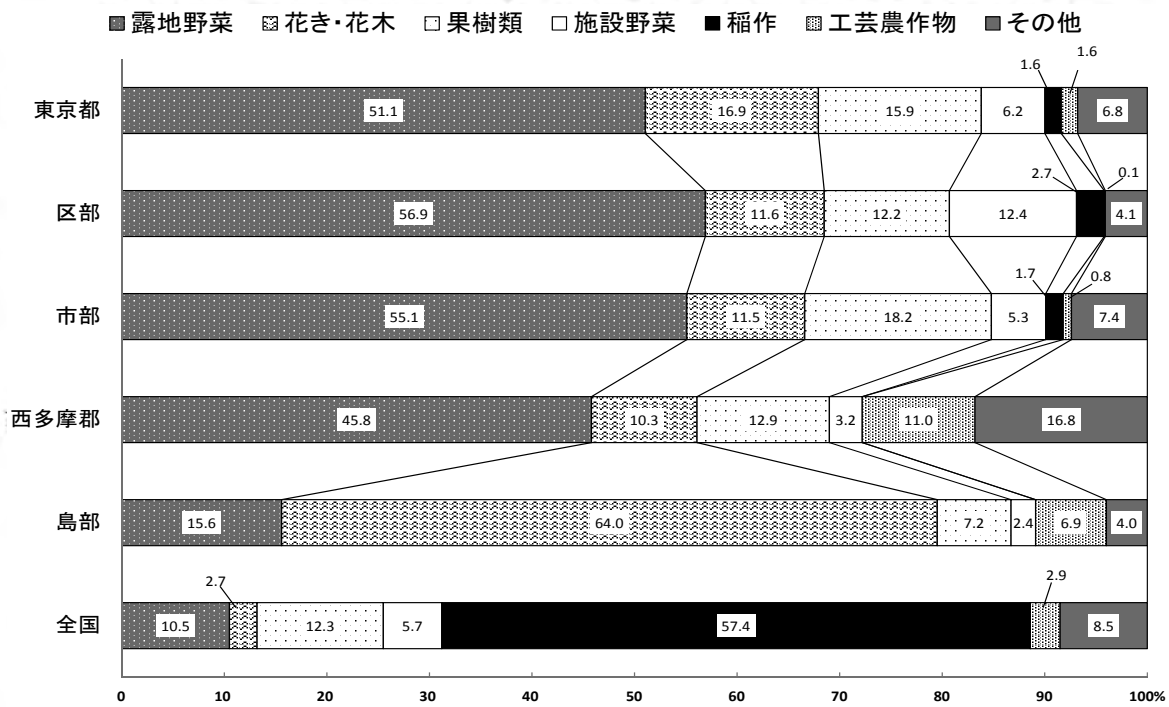 露地野菜 花き・花木 果樹類 施設野菜 稲作 工芸農作物 その他
1.6 1.6
東京都 51.1 16.9 15.9 6.2 6.8
2.7 0.1
区部 56.9 11.6 12.2 12.4 4.1
1.7 0.8
市部 55.1 11.5 18.2 5.3 7.4
西多摩郡 45.8 10.3 12.9 3.2 11.0 16.8
島部 15.6 64.0 7.2 2.4 6.9 4.0
2.7 2.9
全国 10.5 12.3 5.7 57.4 8.5
0 10 20 30 40 50 60 70 80 90 100%